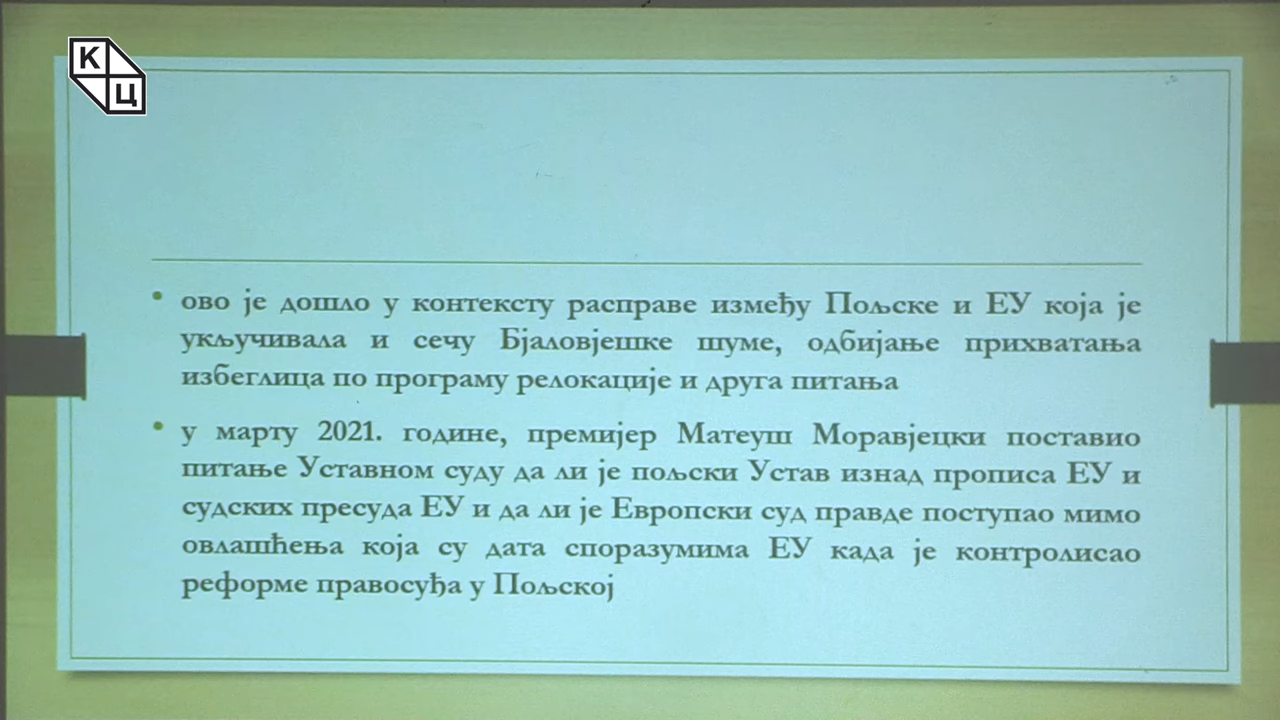 К
Ц
ово је дошло у контексту расправе између Пољске и ЕУ која је
укључивала и сечу Бјаловјешке шуме, одбијање прихватања
избеглица по програму релокације и друга питања
у марту 2021. године, премијер Матеуш Моравјецки поставио
питање Уставном суду да ли је пољски Устав изнад прописа ЕУ и
судских пресуда ЕУ и да ли је Европски суд правде поступао мимо
овлашћења која су дата споразумима ЕУ када је контролисао
реформе правосуђа у Пољској